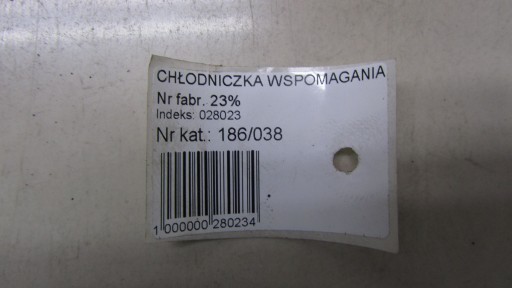 CHŁODNICZKA WSPOMAGANIA
Nr fabr. 23%
Indeks: 028023
Nr kat.: 186/038
1 000000 280234